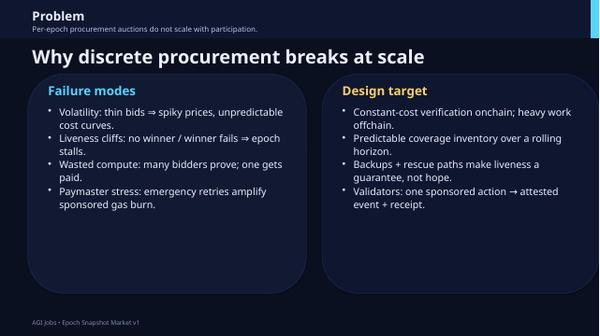 Problem
Per-epoch procurement auctions do not scale with participation.
Why discrete procurement breaks at scale
Failure modes
• Volatility: thin bids ⇒ spiky prices, unpredictable
cost curves.
• Liveness cliffs: no winner / winner fails ⇒ epoch
stalls.
• Wasted compute: many bidders prove; one gets
paid.
• Paymaster stress: emergency retries amplify
sponsored gas burn.
Design target
• Constant-cost verification onchain; heavy work
offchain.
• Predictable coverage inventory over a rolling
horizon.
• Backups + rescue paths make liveness a
guarantee, not hope.
• Validators: one sponsored action → attested
event + receipt.
AGI Jobs • Epoch Snapshot Market v1